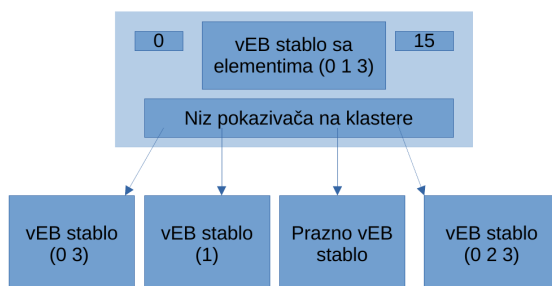 0
vEB stablo sa
elementima (0 1 3)
15
Niz pokazivača na klastere
vEB stablo
(0 3)
vEB stablo
(1)
Prazno vEB
stablo
vEB stablo
(0 2 3)